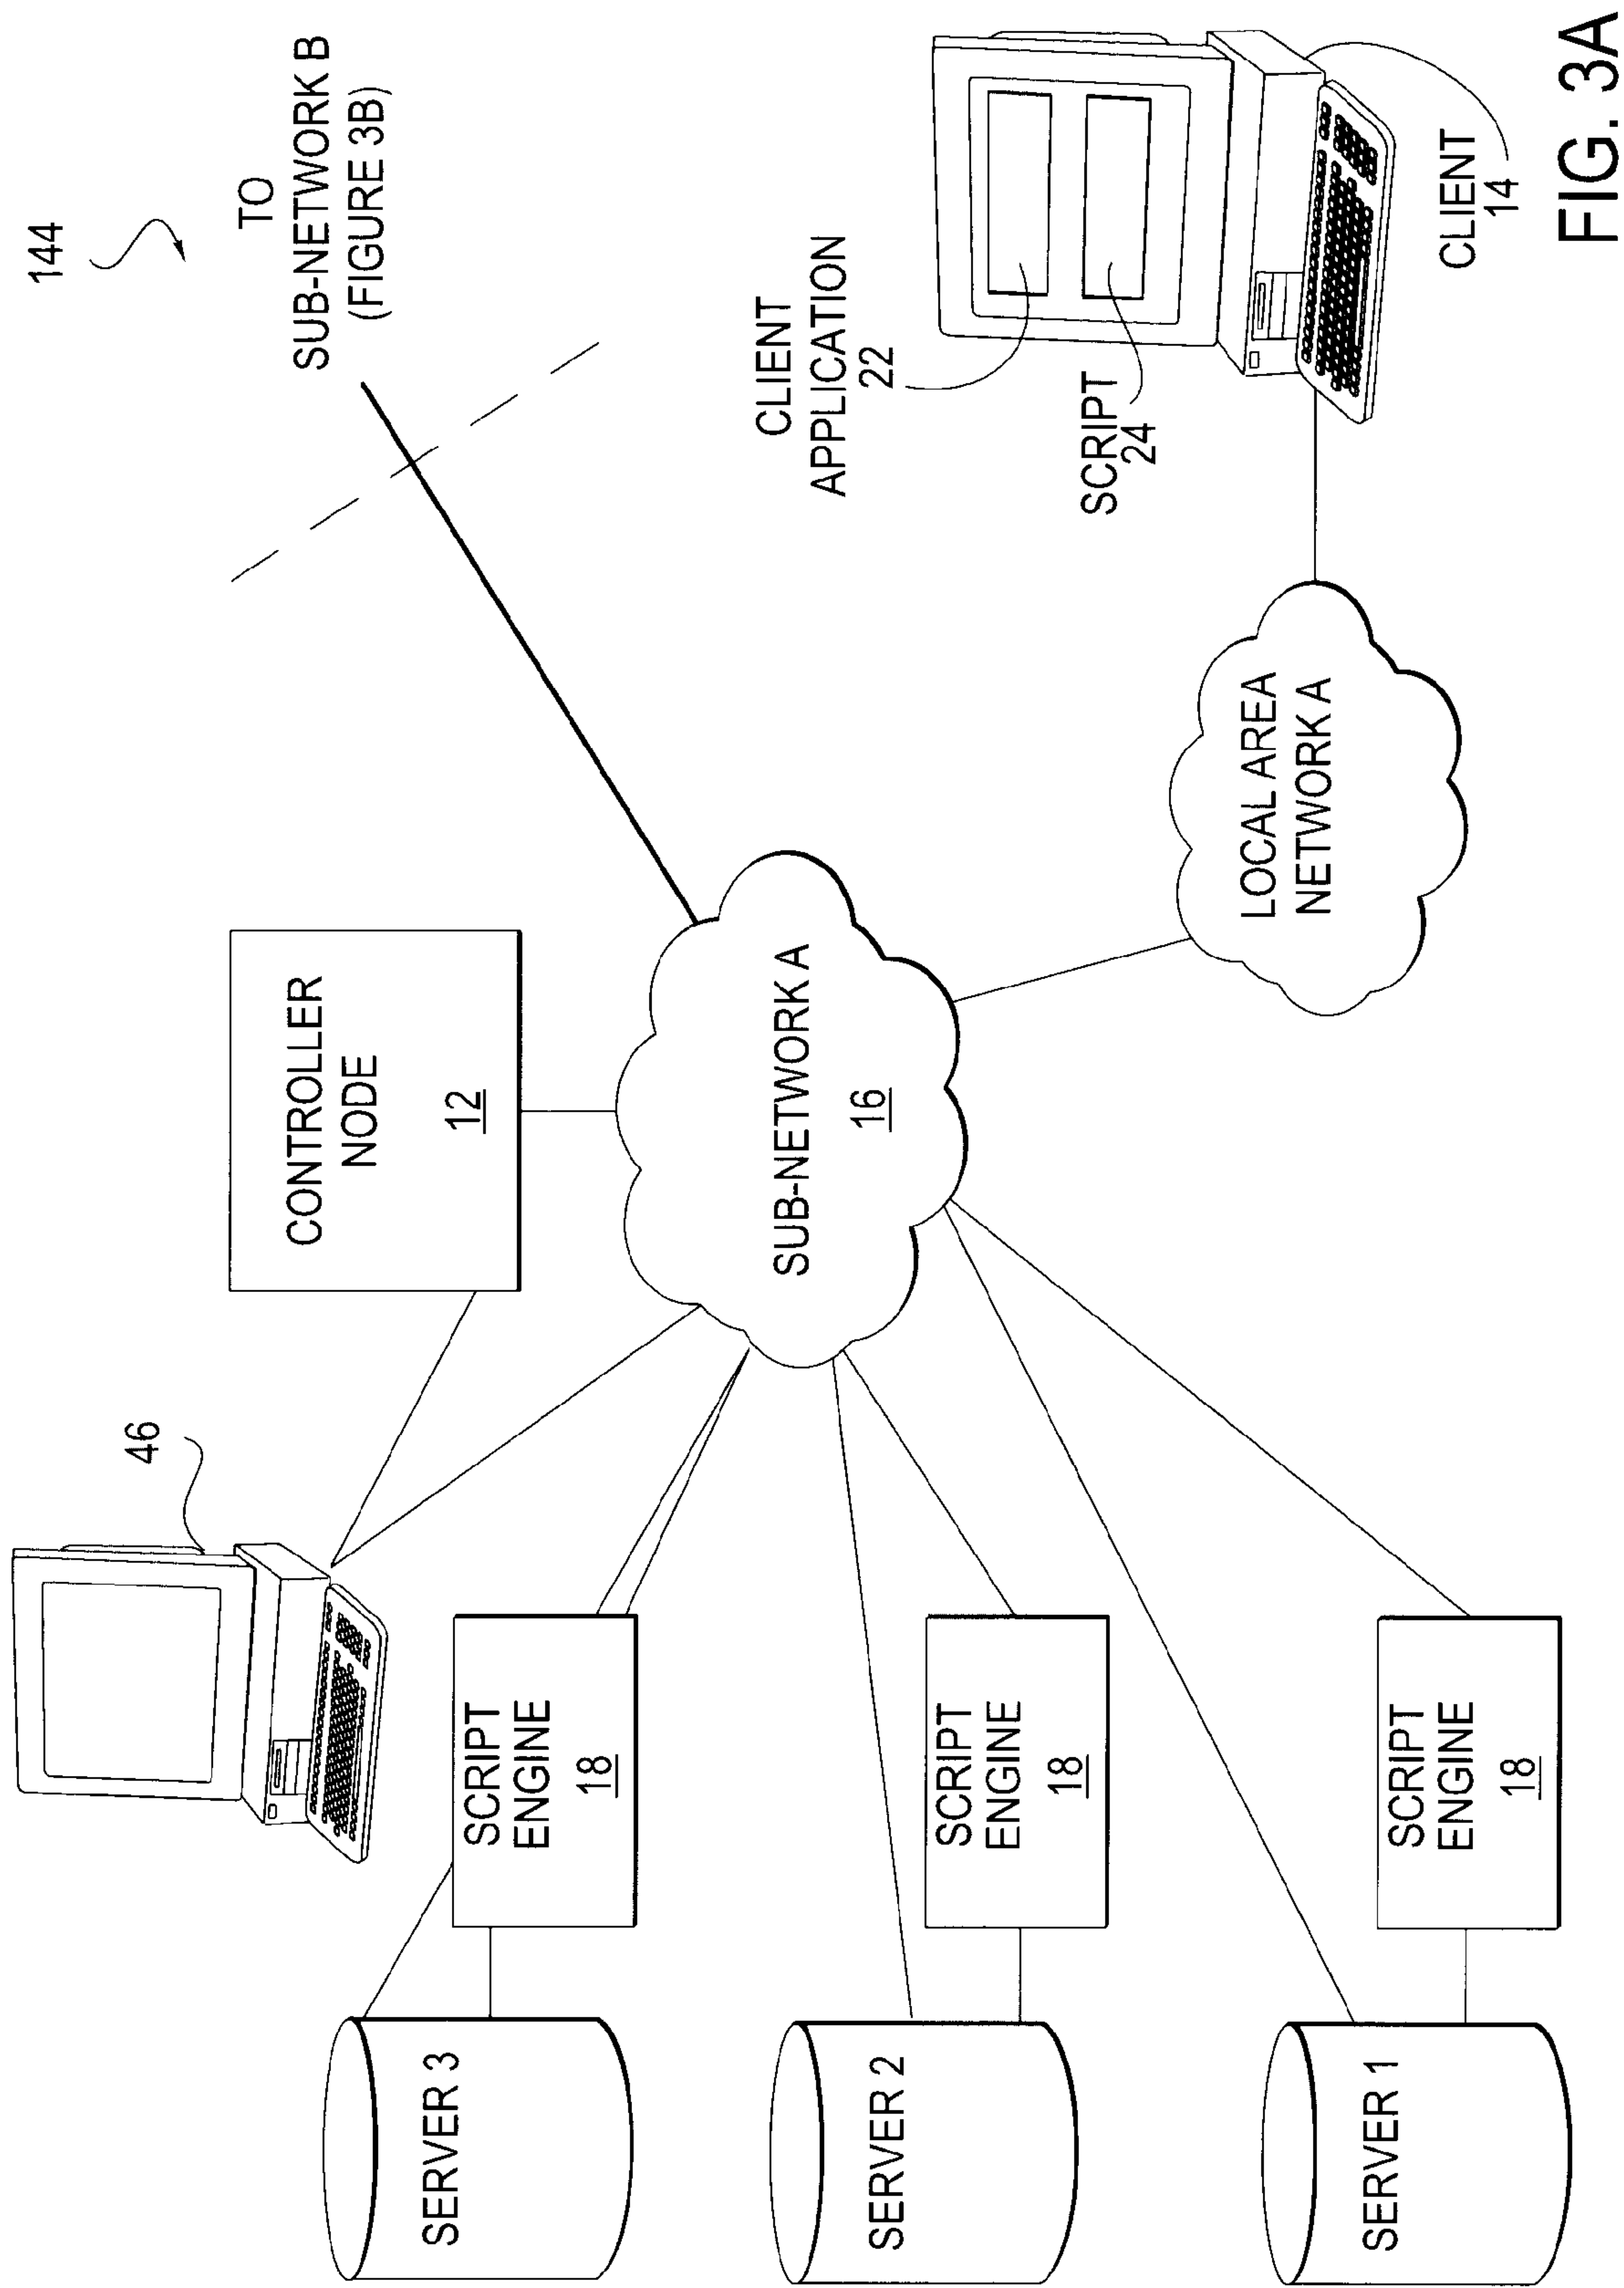 144
TO
SUB-NETWORK B
(FIGURE 3B)
46
CONTROLLER
NODE
12
CLIENT
APPLICATION
22
SCRIPT
24
CLIENT
14
SERVER 3
SCRIPT
ENGINE
18
SUB-NETWORK A
16
LOCAL AREA
NETWORK A
SERVER 2
SCRIPT
ENGINE
18
SERVER 1
SCRIPT
ENGINE
18
FIG. 3A